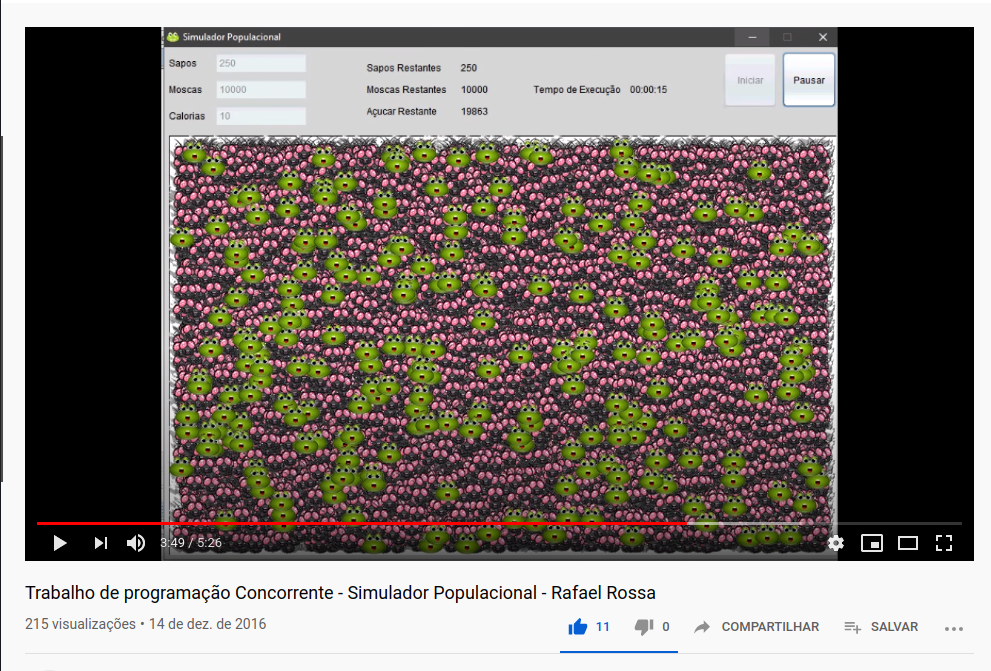 Simulador Populacional
Sapos 250
Moscas 10000
Calorias 10
Sapos Restantes 250
Moscas Restantes 10000
Açucar Restante 19863
Tempo de Execução 00:00:15
Iniciar
Pausar
3:49 / 5:26
Trabalho de programação Concorrente - Simulador Populacional - Rafael Rossa
215 visualizações • 14 de dez. de 2016
11 0 COMPARTILHAR SALVAR